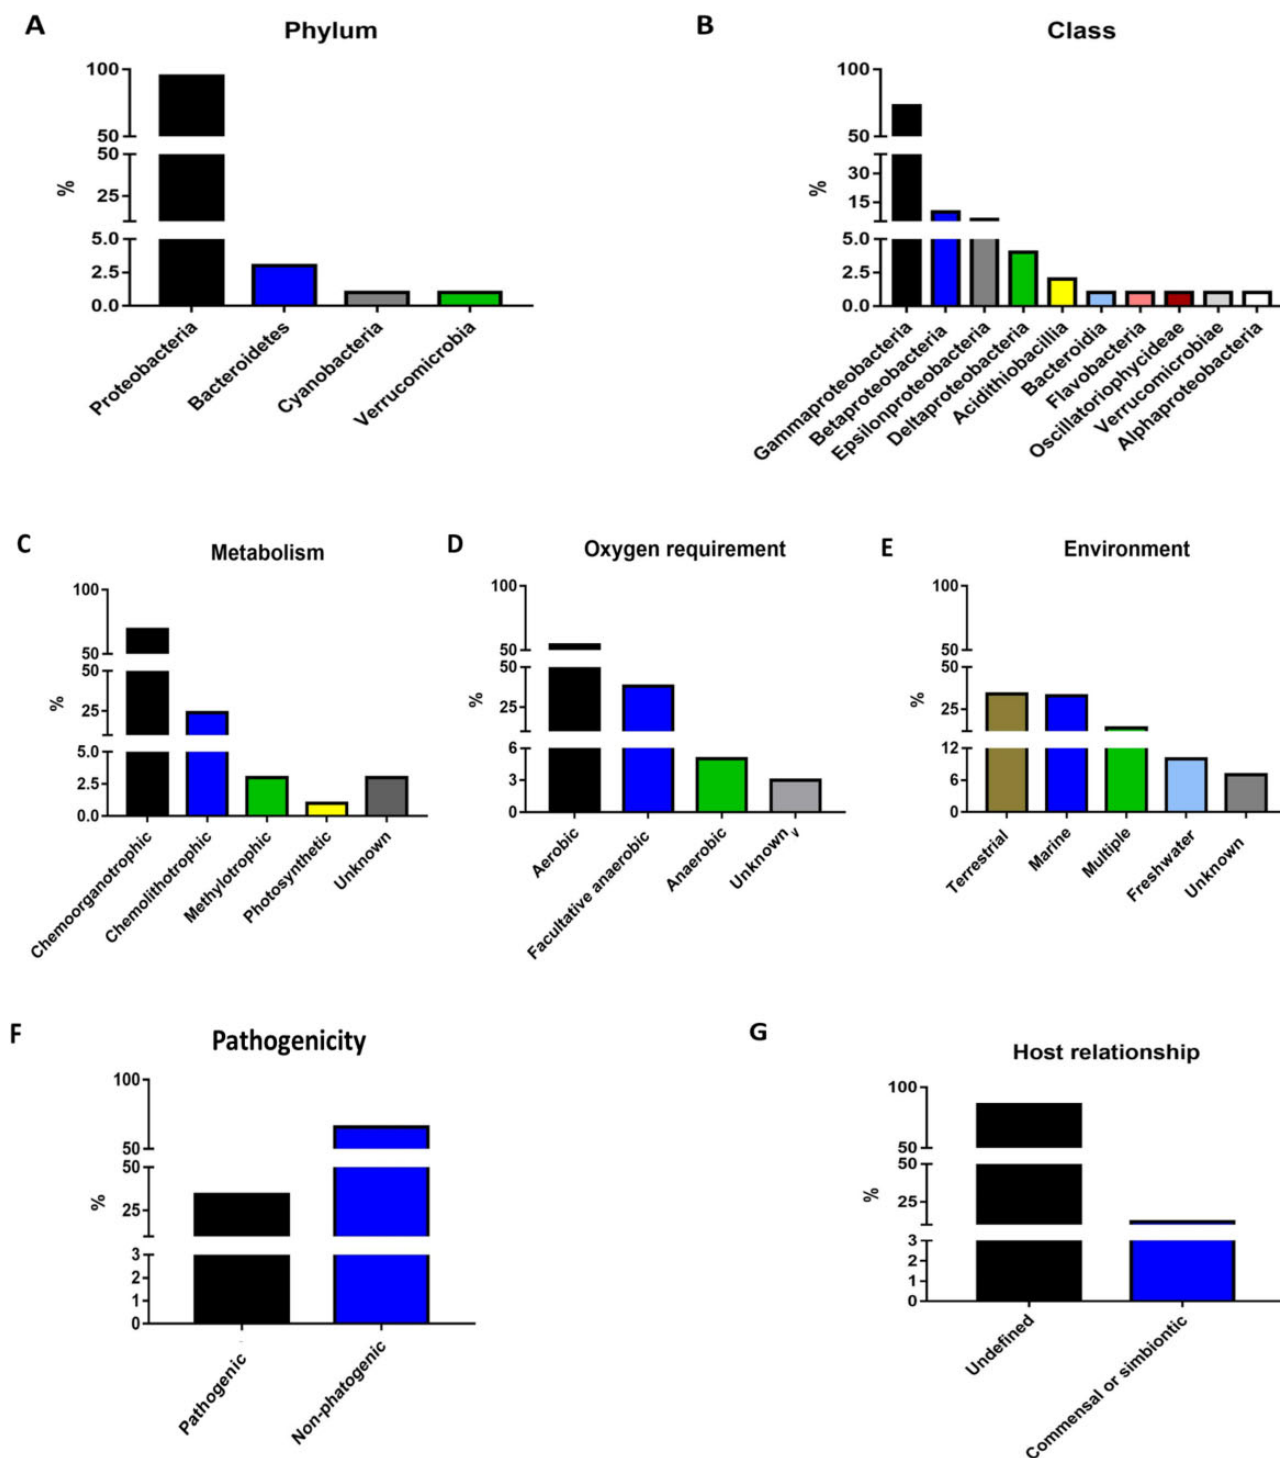 A
Phylum
100
50
50
25
5.0
2.5
0.0
%
Proteobacteria
Bacteroidetes
Cyanobacteria
Verrucomicrobia
B
Class
100
50
30
15
5.0
2.5
0.0
%
Gammaproteobacteria
Betaproteobacteria
Epsilonproteobacteria
Deltaproteobacteria
Acidithiobacillia
Bacteroidia
Flavobacteria
Oscillatoriophycideae
Verrucomicrobiae
Alphaproteobacteria
C
Metabolism
100
50
50
25
5.0
2.5
0.0
%
Chemoorganotrophic
Chemolithotrophic
Methylotrophic
Photosynthetic
Unknown
D
Oxygen requirement
100
50
50
25
6
3
0
%
Aerobic
Facultative anaerobic
Anaerobic
Unknown y
E
Environment
100
50
50
25
12
6
0
%
Terrestrial
Marine
Multiple
Freshwater
Unknown
F
Pathogenicity
100
50
50
25
3
2
1
0
%
Pathogenic
Non-phatogenic
G
Host relationship
100
50
50
25
3
2
1
0
%
Undefined
Commensal or simbiontic